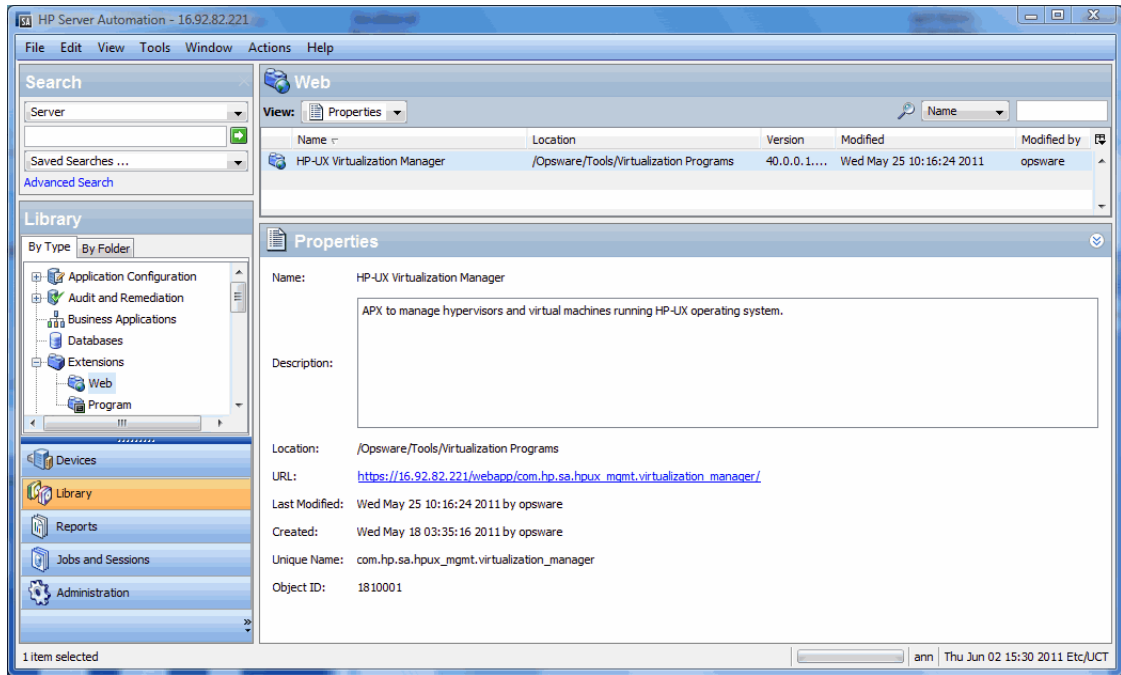 HP Server Automation - 16.92.82.221
File Edit View Tools Window Actions Help
Search
Server
Saved Searches ...
Advanced Search
Library
By Type By Folder
Application Configuration
Audit and Remediation
Business Applications
Databases
Extensions
Web
Program
Devices
Library
Reports
Jobs and Sessions
Administration
Web
View: Properties Name
Name Location Version Modified Modified by
HP-UX Virtualization Manager /Opsware/Tools/Virtualization Programs 40.0.0.1.... Wed May 25 10:16:24 2011 opsware
Properties
Name: HP-UX Virtualization Manager
APX to manage hypervisors and virtual machines running HP-UX operating system.
Description:
Location: /Opsware/Tools/Virtualization Programs
URL: https://16.92.82.221/webapp/com.hp.sa.hpux_mgmt.virtualization_manager/
Last Modified: Wed May 25 10:16:24 2011 by opsware
Created: Wed May 18 03:35:16 2011 by opsware
Unique Name: com.hp.sa.hpux_mgmt.virtualization_manager
Object ID: 1810001
1 item selected
ann Thu Jun 02 15:30 2011 Etc/UCT